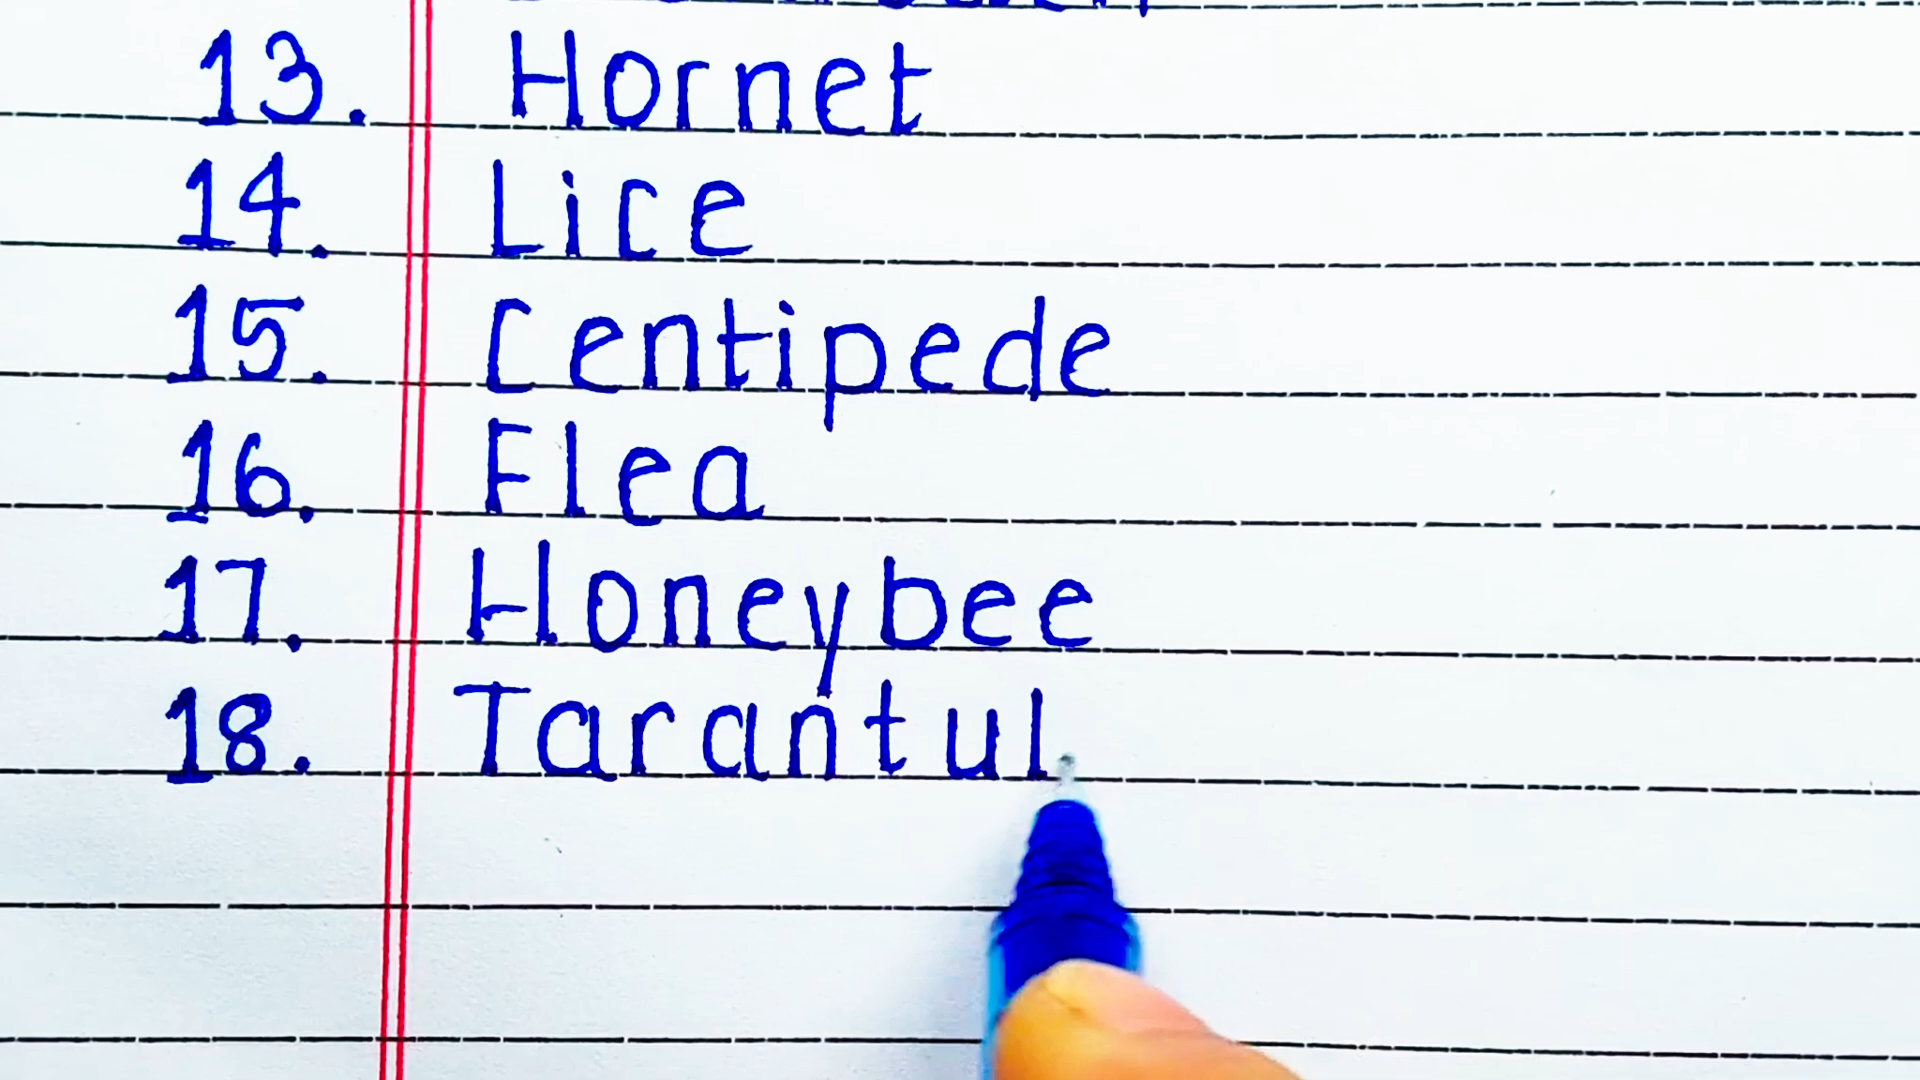 13. Hornet
14. Lice
15. Centipede
16. Flea
17. Honeybee
18. Tarantul